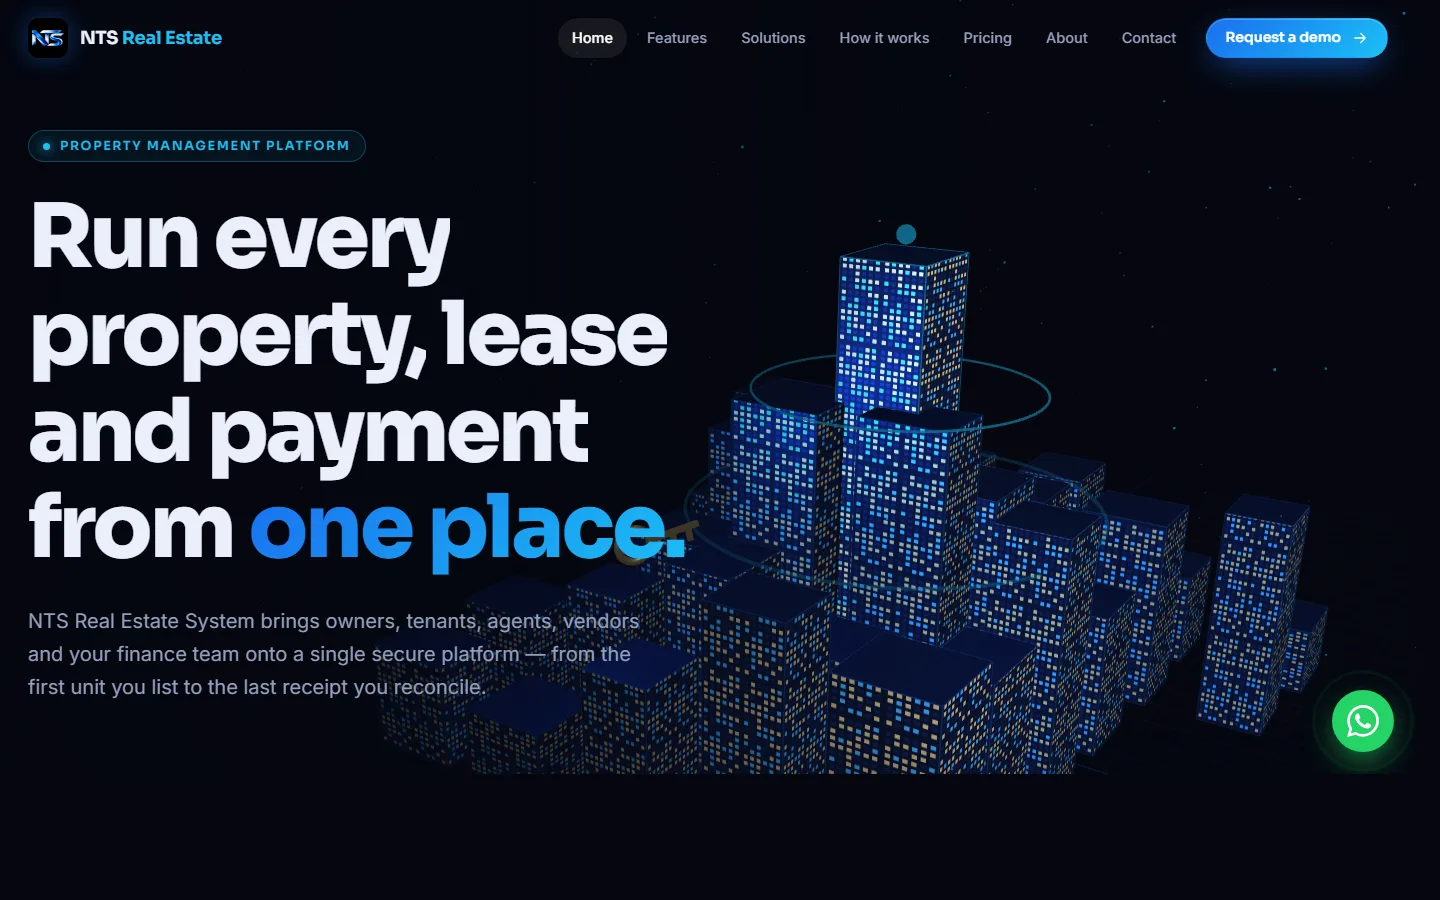 NTS
NTS Real Estate
Home
Features
Solutions
How it works
Pricing
About
Contact
Request a demo →
PROPERTY MANAGEMENT PLATFORM
Run every
property, lease
and payment
from one place.
NTS Real Estate System brings owners, tenants, agents, vendors
and your finance team onto a single secure platform — from the
first unit you list to the last receipt you reconcile.